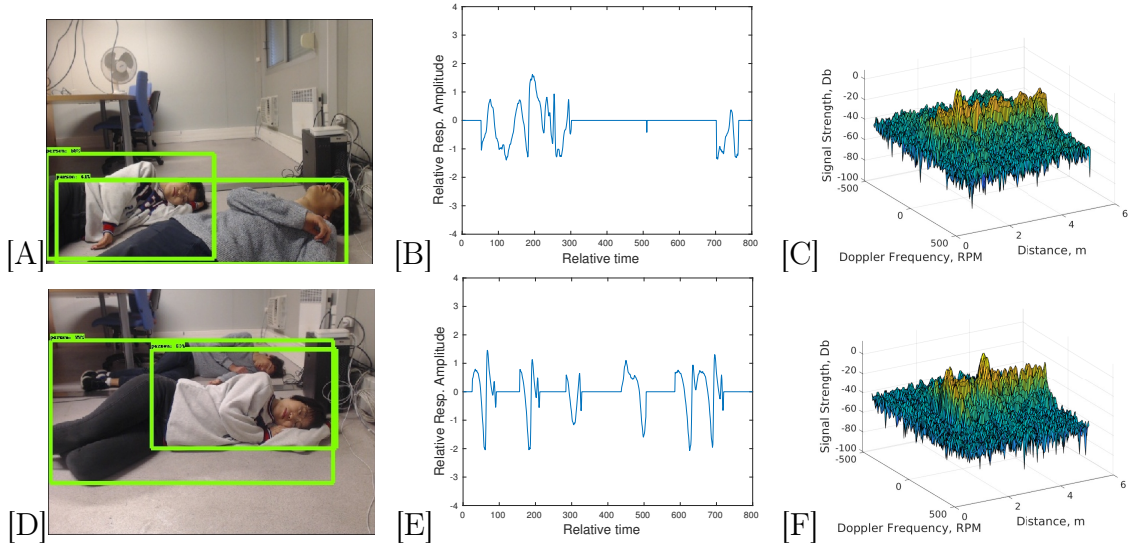 [A]
person:
person:
4
3
2
1
0
-1
-2
-3
-4
0 100 200 300 400 500 600 700 800
Relative Resp. Amplitude
Relative time
[B]
0
-20
-40
-60
-80
-100
-500
0
500
0
2
4
6
Signal Strength, Db
Doppler Frequency, RPM
Distance, m
[C]
[D]
person:
person:
4
3
2
1
0
-1
-2
-3
-4
0 100 200 300 400 500 600 700 800
Relative Resp. Amplitude
Relative time
[E]
0
-20
-40
-60
-80
-100
-500
0
500
0
2
4
6
Signal Strength, Db
Doppler Frequency, RPM
Distance, m
[F]